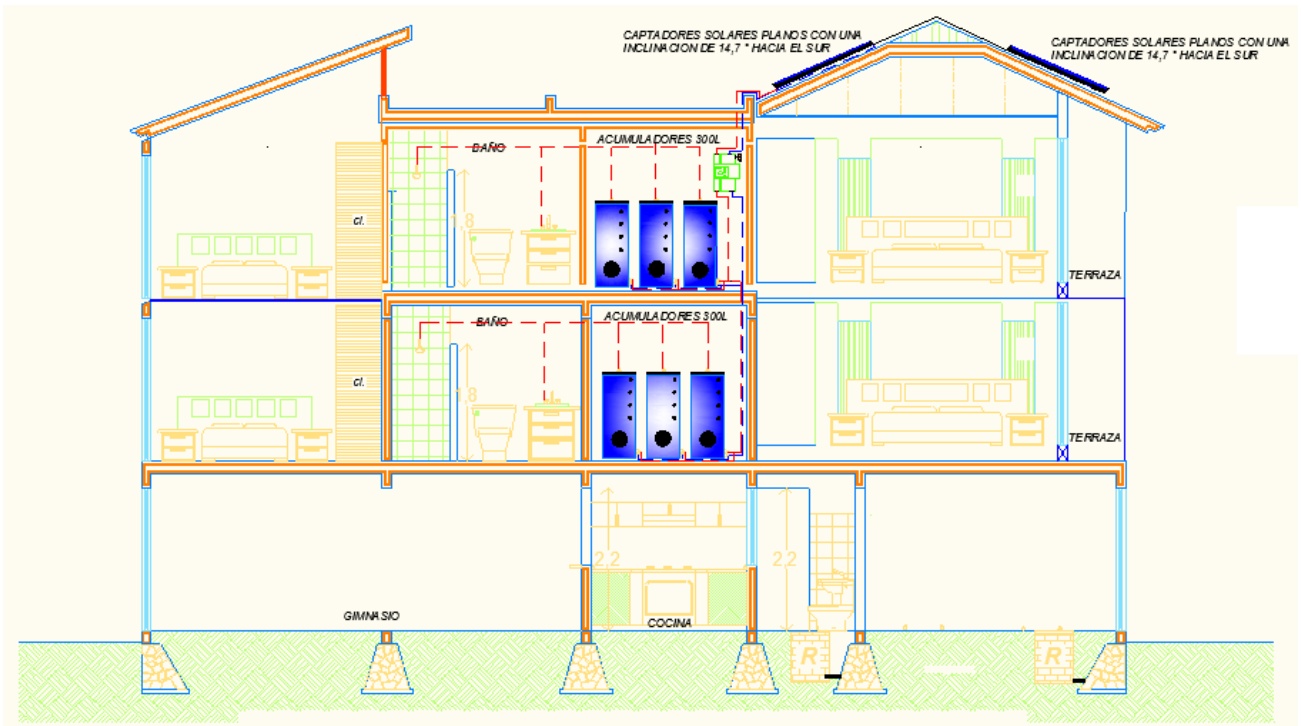 CAPTADORES SOLARES PLANOS CON UNA
INCLINACION DE 14,7 ° HACIA EL SUR
CAPTADORES SOLARES PLANOS CON UNA
INCLINACION DE 14,7 ° HACIA EL SUR
BAÑO
ACUMULADORES 300L
cl.
1,8
TERRAZA
BAÑO
ACUMULADORES 300L
cl.
1,8
TERRAZA
2,2
2,2
GIMNASIO
COCINA
R
R